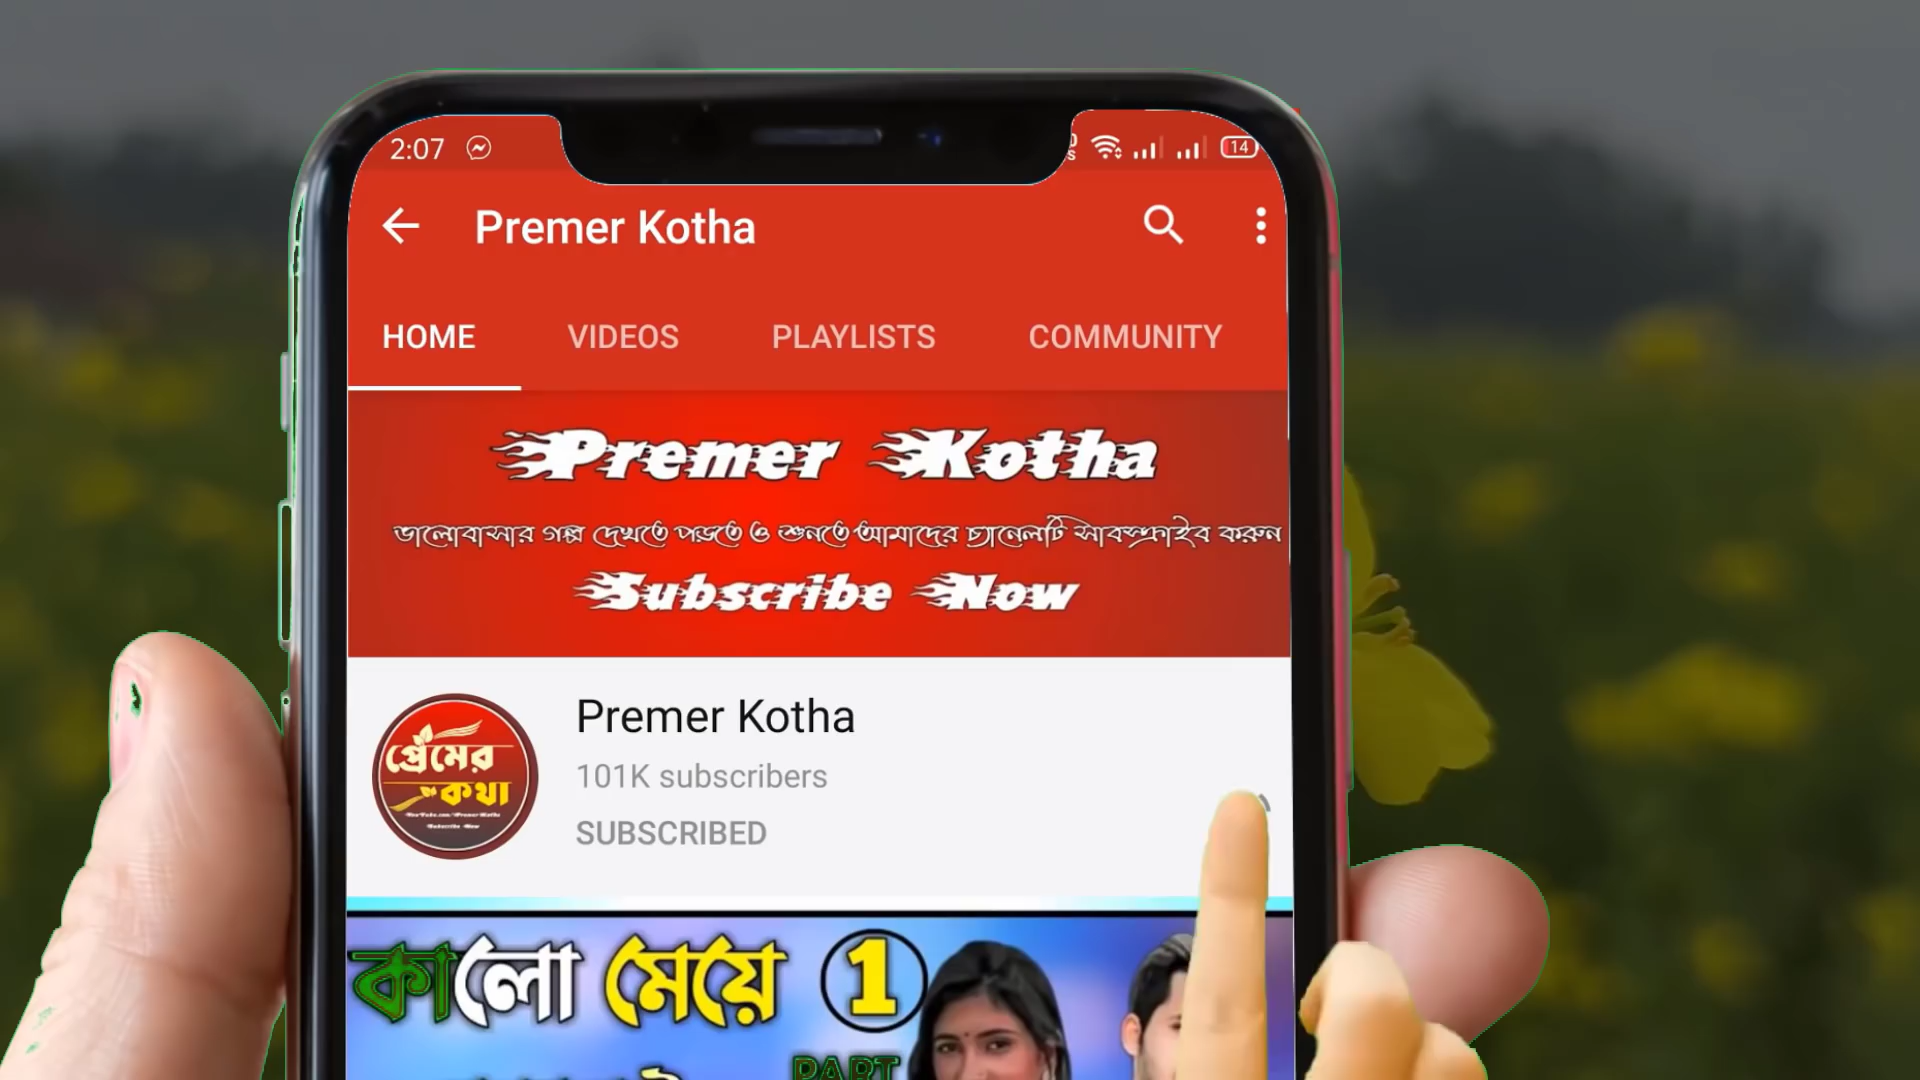 2:07
14
Premer Kotha
HOME VIDEOS PLAYLISTS COMMUNITY
Premer Kotha
ভালোবাসার গল্প দেখতে পড়তে ও শুনতে আমাদের চ্যানেলটি সাবস্ক্রাইব করুন
Subscribe Now
Premer Kotha
101K subscribers
SUBSCRIBED
প্রেমের
কথা
কালো মেয়ে 1
PART